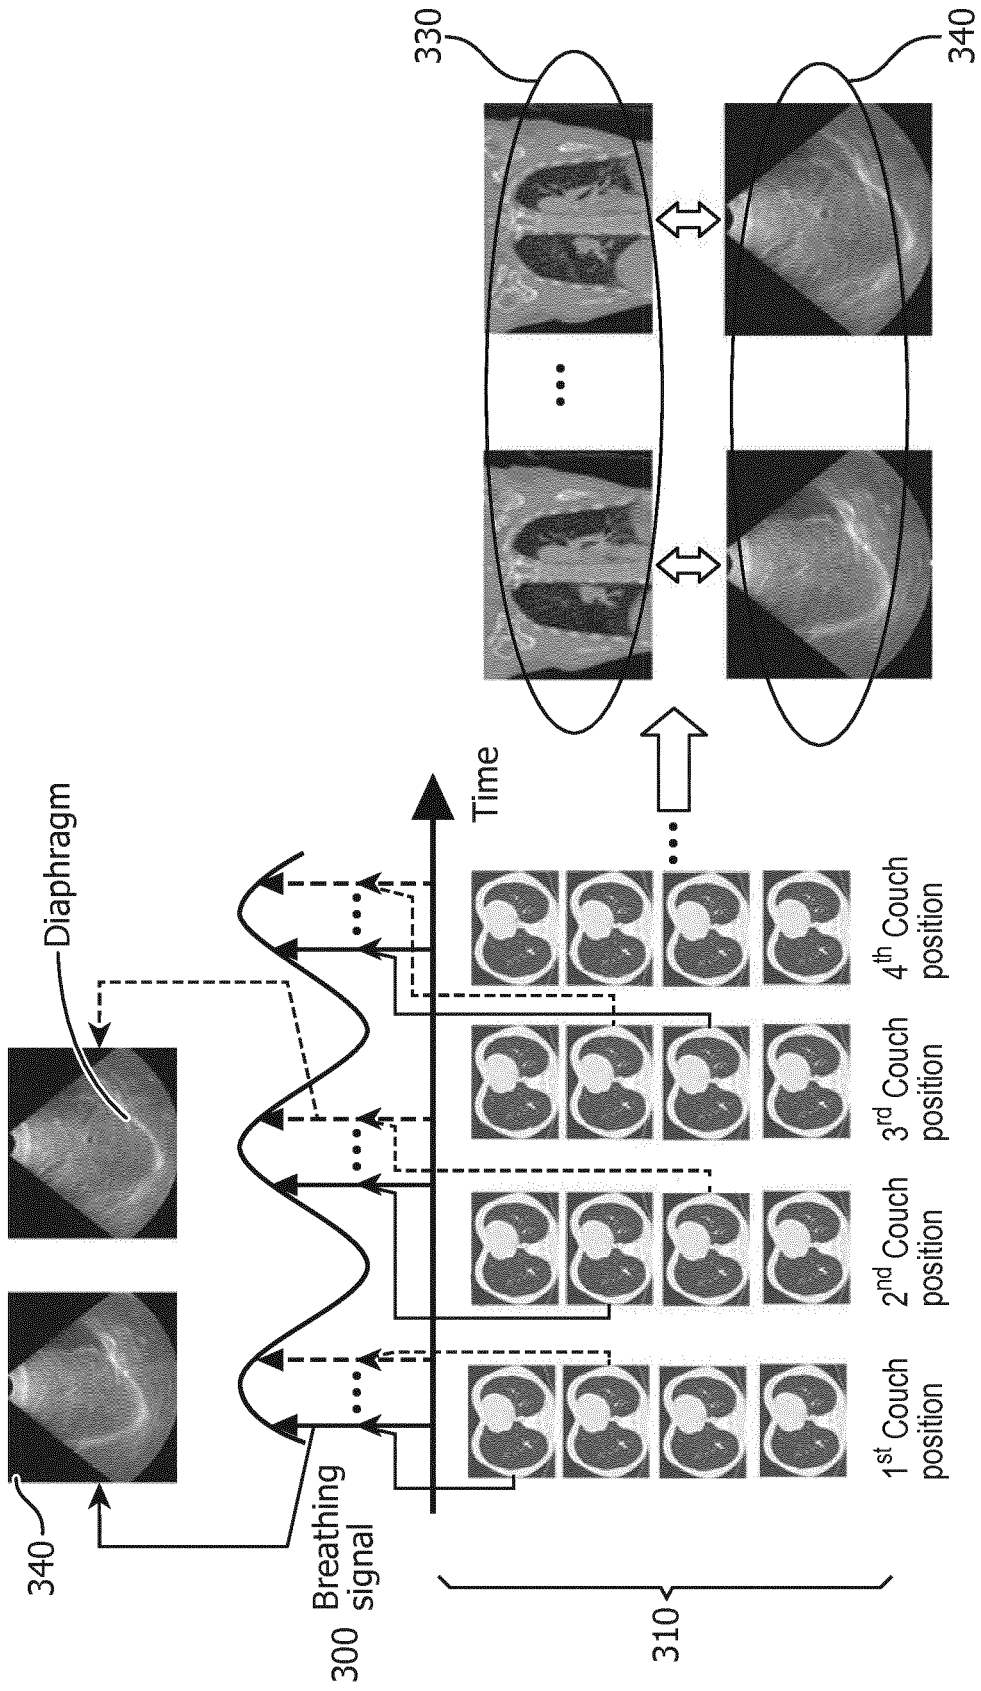 340
Diaphragm
Breathing
signal
300
Time
310
1st Couch
position
2nd Couch
position
3rd Couch
position
4th Couch
position
330
340